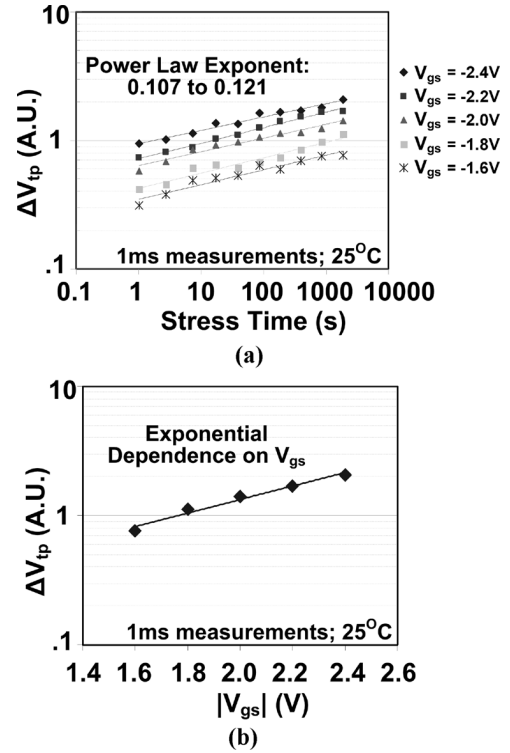 10
1
.1
ΔVtp (A.U.)
Power Law Exponent:
0.107 to 0.121
1ms measurements; 25OC
0.1 1 10 100 1000 10000
Stress Time (s)
Vgs = -2.4V
Vgs = -2.2V
Vgs = -2.0V
Vgs = -1.8V
Vgs = -1.6V
(a)
10
1
.1
ΔVtp (A.U.)
Exponential
Dependence on Vgs
1ms measurements; 25OC
1.4 1.6 1.8 2.0 2.2 2.4 2.6
|Vgs| (V)
(b)